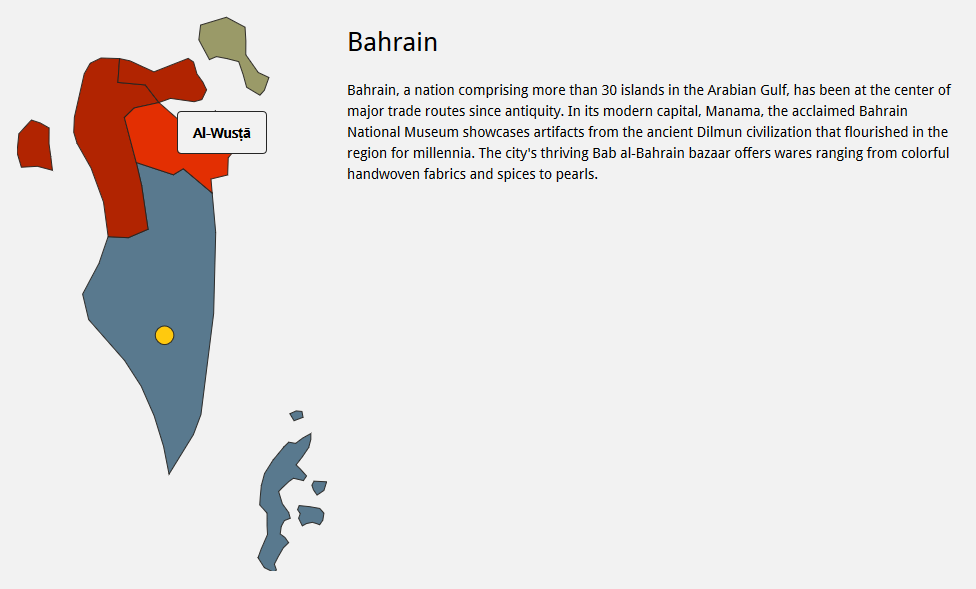 Bahrain
Bahrain, a nation comprising more than 30 islands in the Arabian Gulf, has been at the center of
major trade routes since antiquity. In its modern capital, Manama, the acclaimed Bahrain
National Museum showcases artifacts from the ancient Dilmun civilization that flourished in the
region for millennia. The city's thriving Bab al-Bahrain bazaar offers wares ranging from colorful
handwoven fabrics and spices to pearls.
Al-Wusţā